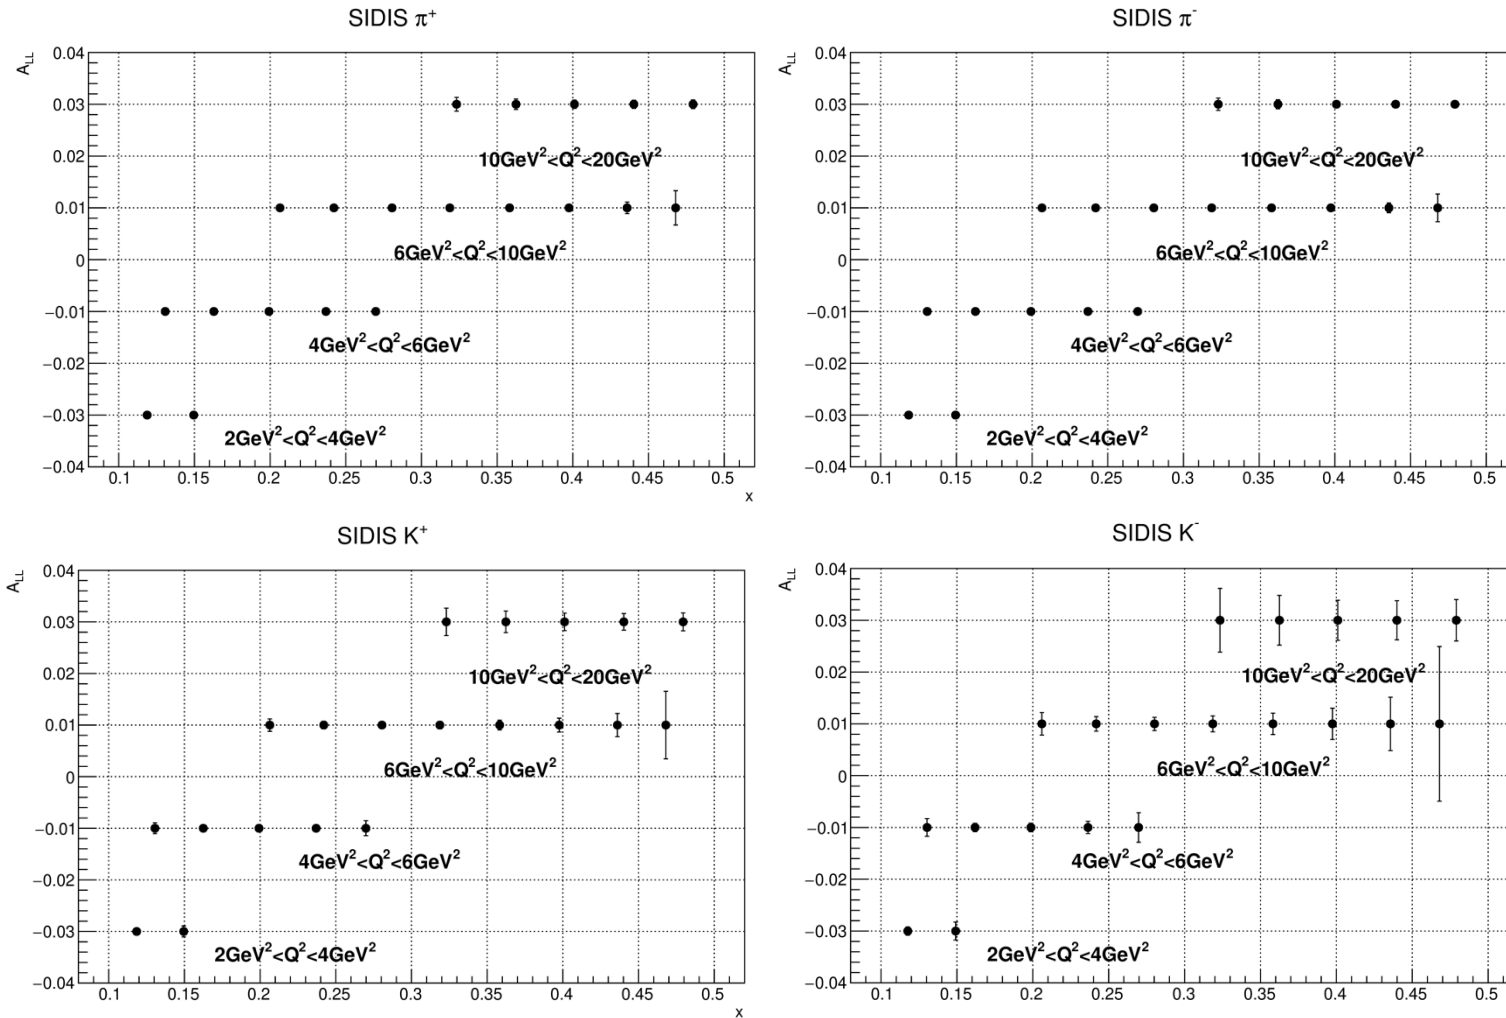 SIDIS π⁺
A_LL
0.04
0.03
0.02
0.01
0
−0.01
−0.02
−0.03
−0.04
10GeV²<Q²<20GeV²
6GeV²<Q²<10GeV²
4GeV²<Q²<6GeV²
2GeV²<Q²<4GeV²
0.1 0.15 0.2 0.25 0.3 0.35 0.4 0.45 0.5
x
SIDIS π⁻
A_LL
0.04
0.03
0.02
0.01
0
−0.01
−0.02
−0.03
−0.04
10GeV²<Q²<20GeV²
6GeV²<Q²<10GeV²
4GeV²<Q²<6GeV²
2GeV²<Q²<4GeV²
0.1 0.15 0.2 0.25 0.3 0.35 0.4 0.45 0.5
SIDIS K⁺
A_LL
0.04
0.03
0.02
0.01
0
−0.01
−0.02
−0.03
−0.04
10GeV²<Q²<20GeV²
6GeV²<Q²<10GeV²
4GeV²<Q²<6GeV²
2GeV²<Q²<4GeV²
0.1 0.15 0.2 0.25 0.3 0.35 0.4 0.45 0.5
x
SIDIS K⁻
A_LL
0.04
0.03
0.02
0.01
0
−0.01
−0.02
−0.03
−0.04
10GeV²<Q²<20GeV²
6GeV²<Q²<10GeV²
4GeV²<Q²<6GeV²
2GeV²<Q²<4GeV²
0.1 0.15 0.2 0.25 0.3 0.35 0.4 0.45 0.5